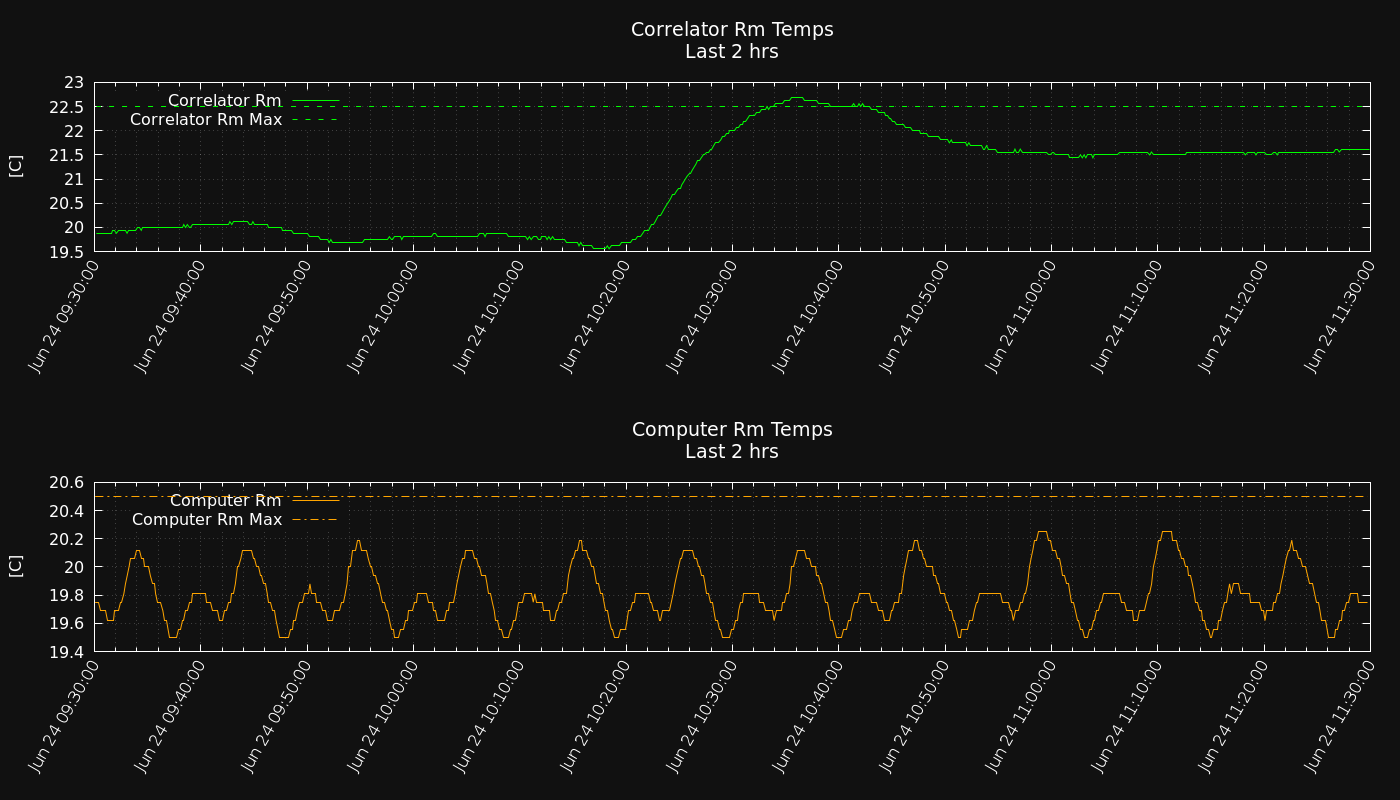 Correlator Rm Temps
Last 2 hrs
[C]
23
22.5
22
21.5
21
20.5
20
19.5
Correlator Rm
Correlator Rm Max
Jun 24 09:30:00
Jun 24 09:40:00
Jun 24 09:50:00
Jun 24 10:00:00
Jun 24 10:10:00
Jun 24 10:20:00
Jun 24 10:30:00
Jun 24 10:40:00
Jun 24 10:50:00
Jun 24 11:00:00
Jun 24 11:10:00
Jun 24 11:20:00
Jun 24 11:30:00
Computer Rm Temps
Last 2 hrs
[C]
20.6
20.4
20.2
20
19.8
19.6
19.4
Computer Rm
Computer Rm Max
Jun 24 09:30:00
Jun 24 09:40:00
Jun 24 09:50:00
Jun 24 10:00:00
Jun 24 10:10:00
Jun 24 10:20:00
Jun 24 10:30:00
Jun 24 10:40:00
Jun 24 10:50:00
Jun 24 11:00:00
Jun 24 11:10:00
Jun 24 11:20:00
Jun 24 11:30:00